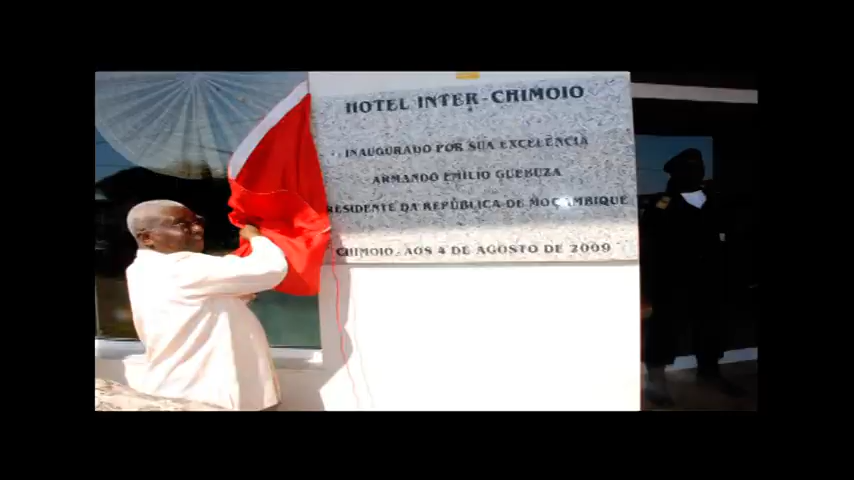 HOTEL INTER-CHIMOIO
INAUGURADO POR SUA EXCELÊNCIA
ARMANDO EMILIO GUEBUZA
RESIDENTE DA REPÚBLICA DE MOÇAMBIQUE
CHIMOIO, AOS 4 DE AGOSTO DE 2009